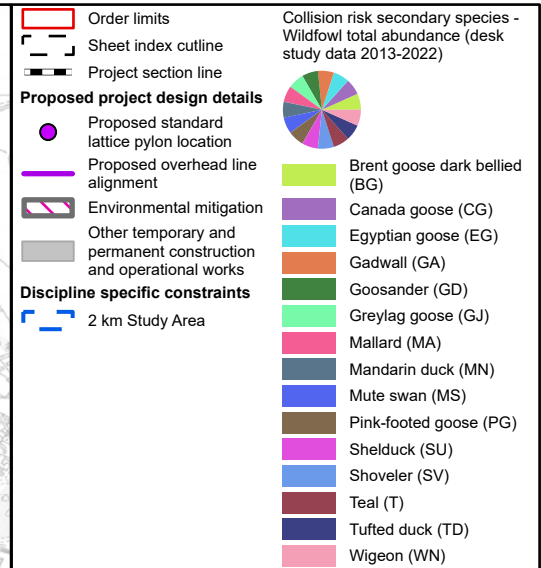 Order limits
Sheet index cutline
Project section line
Proposed project design details
Proposed standard
lattice pylon location
Proposed overhead line
alignment
Environmental mitigation
Other temporary and
permanent construction
and operational works
Discipline specific constraints
2 km Study Area
Collision risk secondary species -
Wildfowl total abundance (desk
study data 2013-2022)
Brent goose dark bellied
(BG)
Canada goose (CG)
Egyptian goose (EG)
Gadwall (GA)
Goosander (GD)
Greylag goose (GJ)
Mallard (MA)
Mandarin duck (MN)
Mute swan (MS)
Pink-footed goose (PG)
Shelduck (SU)
Shoveler (SV)
Teal (T)
Tufted duck (TD)
Wigeon (WN)